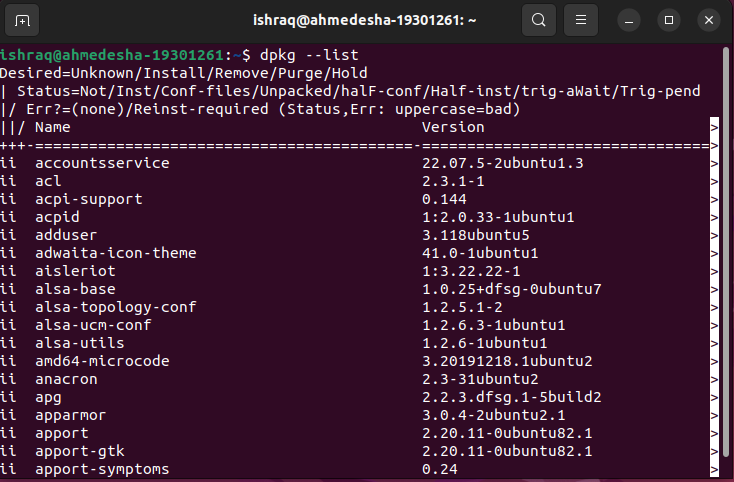 ishraq@ahmedesha-19301261: ~
ishraq@ahmedesha-19301261:~$ dpkg --list
Desired=Unknown/Install/Remove/Purge/Hold
| Status=Not/Inst/Conf-files/Unpacked/halF-conf/Half-inst/trig-aWait/Trig-pend
|/ Err?=(none)/Reinst-required (Status,Err: uppercase=bad)
||/ Name                                       Version                         >
+++-==========================================-================================>
ii  accountsservice                            22.07.5-2ubuntu1.3              >
ii  acl                                        2.3.1-1                         >
ii  acpi-support                               0.144                           >
ii  acpid                                      1:2.0.33-1ubuntu1               >
ii  adduser                                    3.118ubuntu5                    >
ii  adwaita-icon-theme                         41.0-1ubuntu1                   >
ii  aisleriot                                  1:3.22.22-1                     >
ii  alsa-base                                  1.0.25+dfsg-0ubuntu7            >
ii  alsa-topology-conf                         1.2.5.1-2                       >
ii  alsa-ucm-conf                              1.2.6.3-1ubuntu1                >
ii  alsa-utils                                 1.2.6-1ubuntu1                  >
ii  amd64-microcode                            3.20191218.1ubuntu2             >
ii  anacron                                    2.3-31ubuntu2                   >
ii  apg                                        2.2.3.dfsg.1-5build2            >
ii  apparmor                                   3.0.4-2ubuntu2.1                >
ii  apport                                     2.20.11-0ubuntu82.1             >
ii  apport-gtk                                 2.20.11-0ubuntu82.1             >
ii  apport-symptoms                            0.24                            >